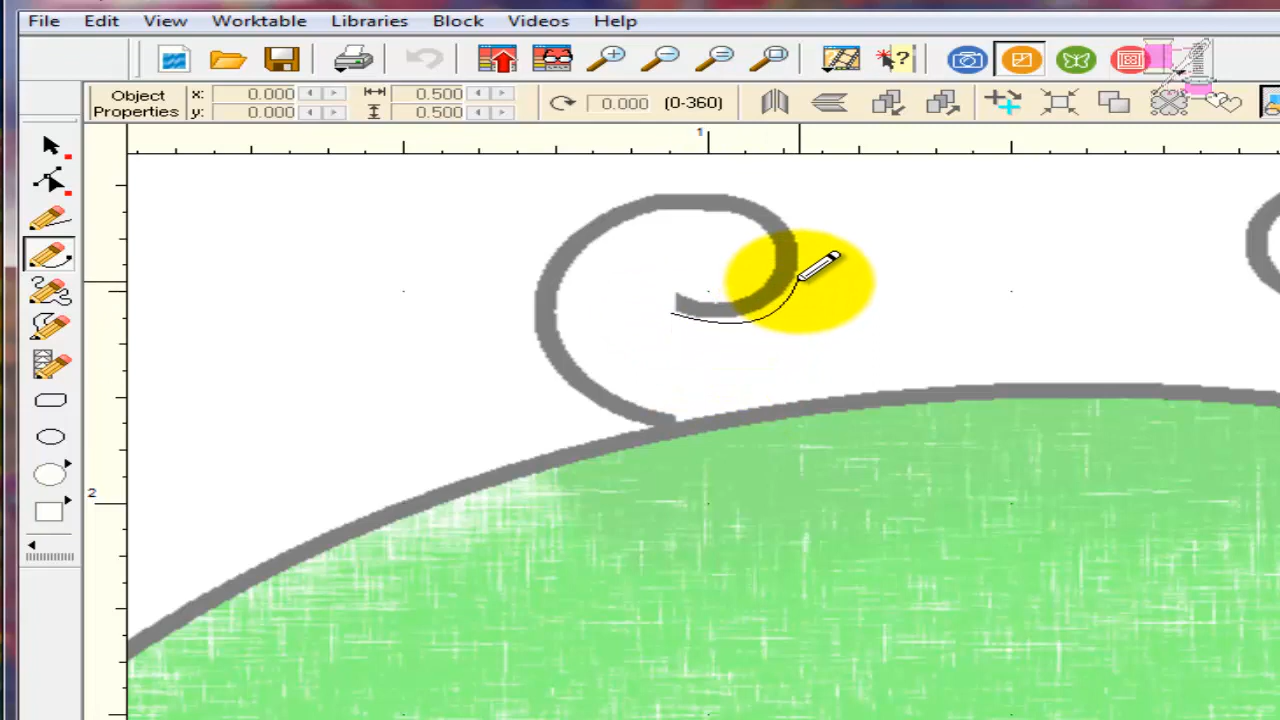 File Edit View Worktable Libraries Block Videos Help
?
Object Properties
x: 0.000
y: 0.000
0.500
0.500
0.000 (0-360)
1
2